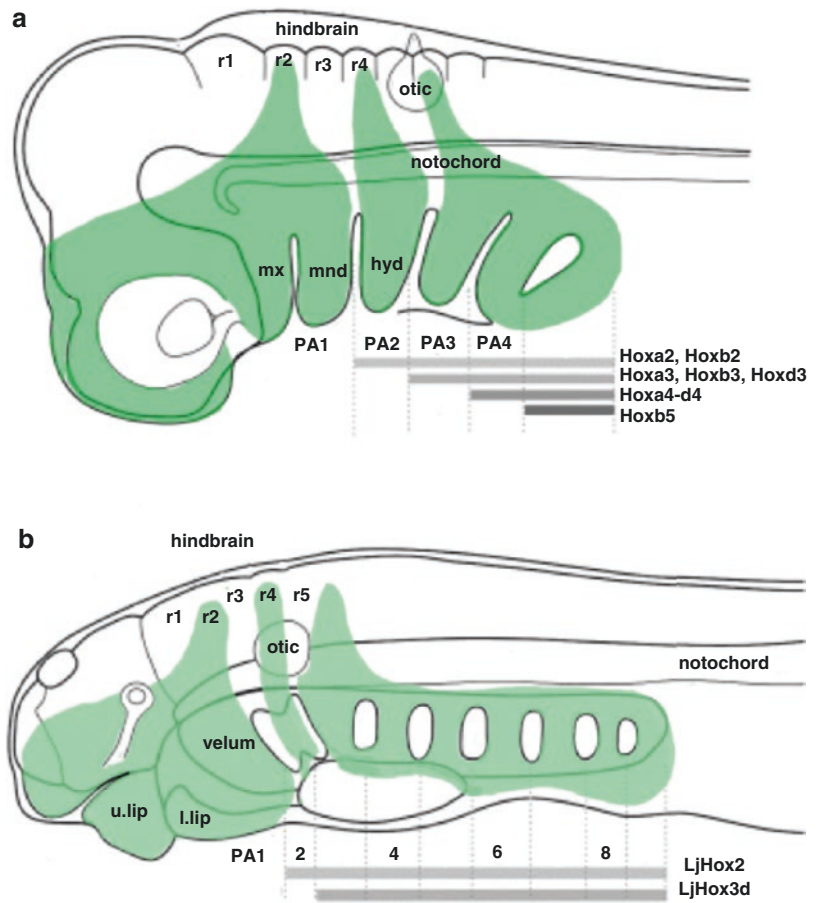 a
hindbrain
r1 r2 r3 r4
otic
notochord
mx mnd hyd
PA1 PA2 PA3 PA4
Hoxa2, Hoxb2
Hoxa3, Hoxb3, Hoxd3
Hoxa4-d4
Hoxb5
b
hindbrain
r1 r2 r3 r4 r5
otic
notochord
velum
u.lip l.lip
PA1 2 4 6 8
LjHox2
LjHox3d